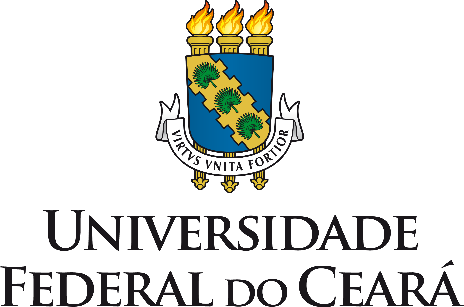 VIRTVS VNITA FORTIOR
UNIVERSIDADE
FEDERAL DO CEARÁ